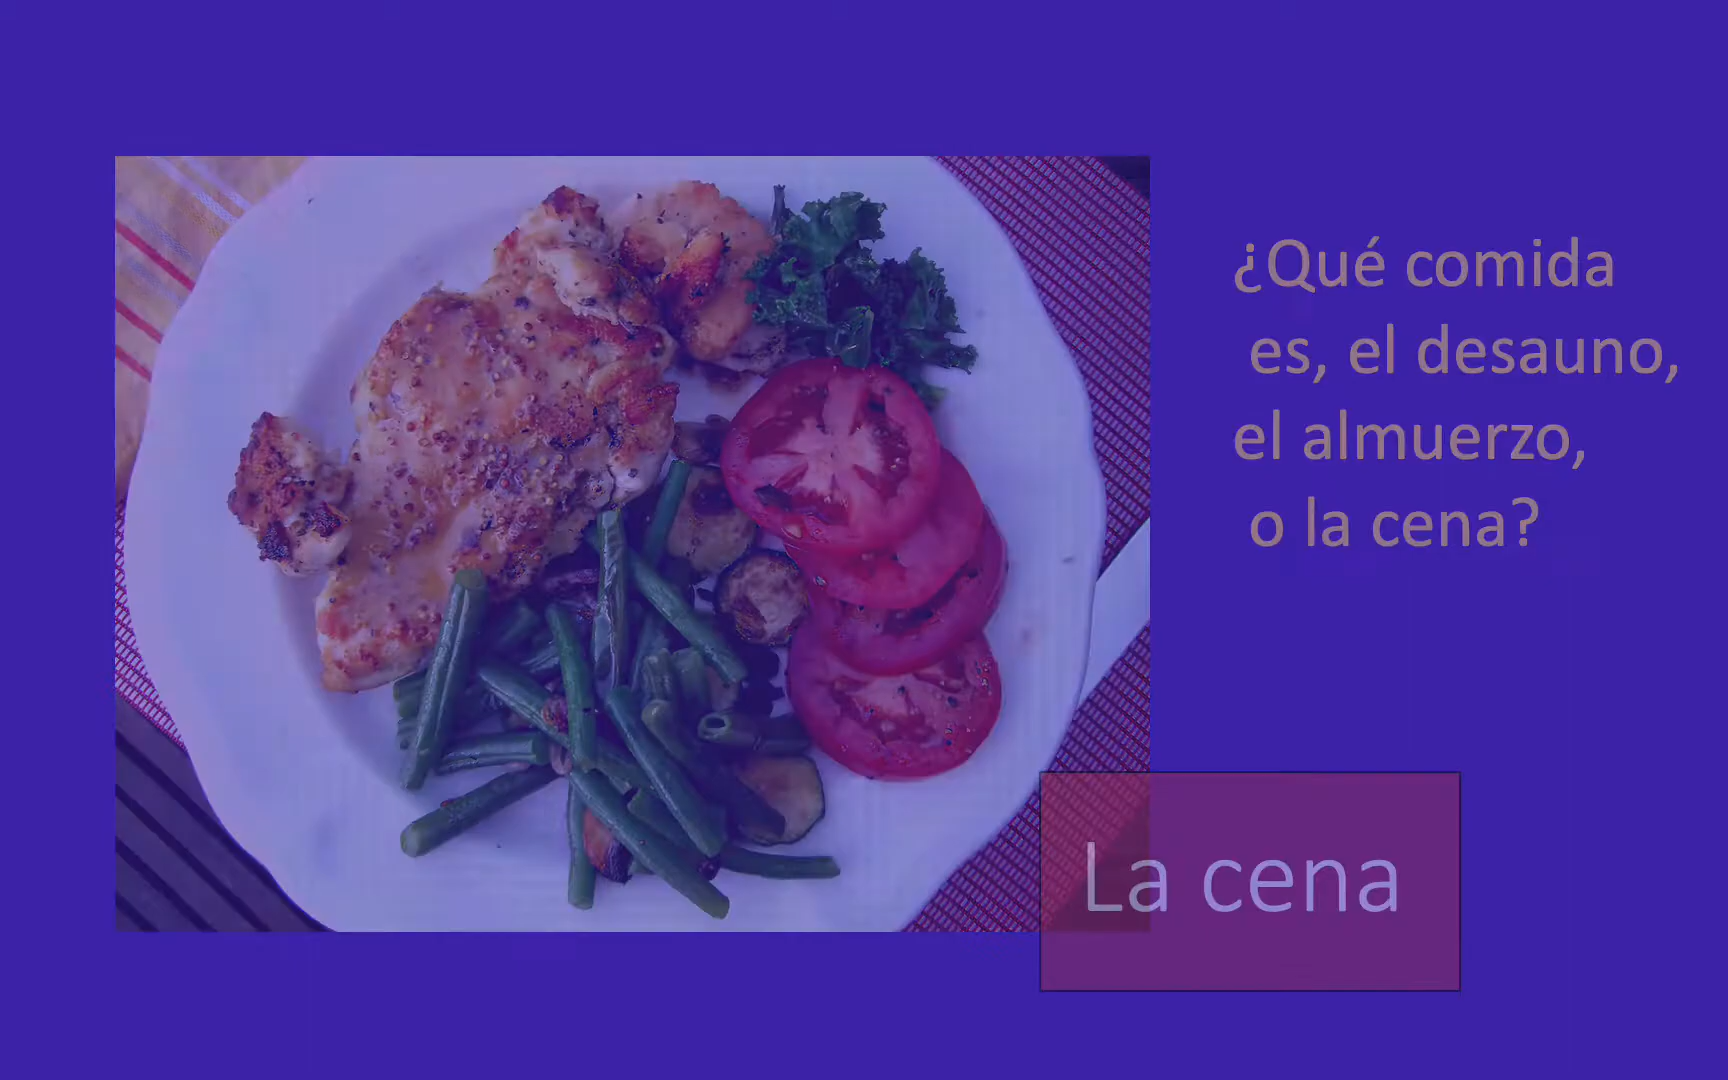 ¿Qué comida
es, el desauno,
el almuerzo,
o la cena?
La cena